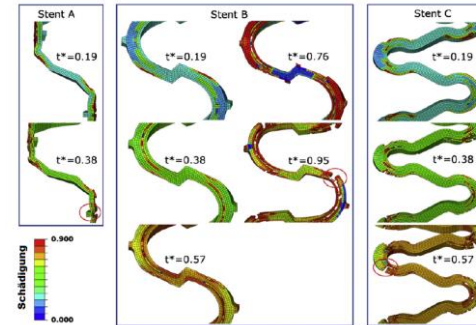 Stent A
t*=0.19
t*=0.38
Stent B
t*=0.19
t*=0.76
t*=0.38
t*=0.95
t*=0.57
Stent C
t*=0.19
t*=0.38
t*=0.57
Schädigung
0.900
0.000